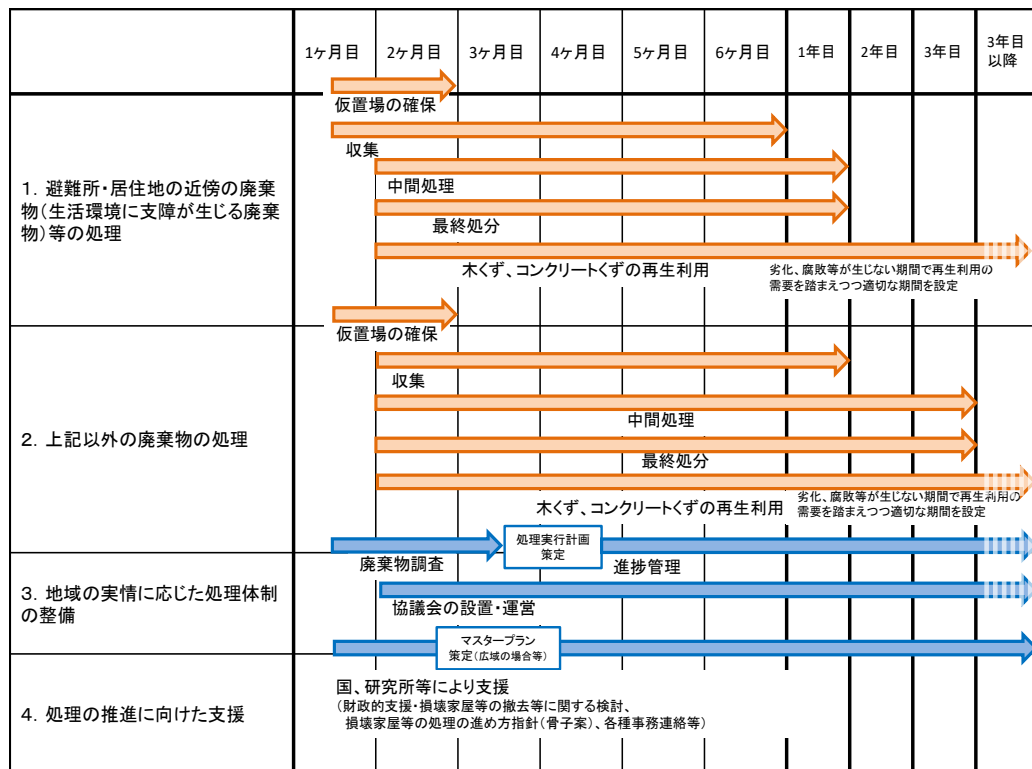 1ヶ月目 2ヶ月目 3ヶ月目 4ヶ月目 5ヶ月目 6ヶ月目 1年目 2年目 3年目 3年目
以降
仮置場の確保
収集
中間処理
1．避難所・居住地の近傍の廃棄
物（生活環境に支障が生じる廃棄
物）等の処理
最終処分
木くず、コンクリートくずの再生利用
劣化、腐敗等が生じない期間で再生利用の
需要を踏まえつつ適切な期間を設定
仮置場の確保
収集
中間処理
2．上記以外の廃棄物の処理
最終処分
木くず、コンクリートくずの再生利用
劣化、腐敗等が生じない期間で再生利用の
需要を踏まえつつ適切な期間を設定
処理実行計画
策定
廃棄物調査
進捗管理
3．地域の実情に応じた処理体制
の整備
協議会の設置・運営
マスタープラン
策定（広域の場合等）
4．処理の推進に向けた支援
国、研究所等により支援
（財政的支援・損壊家屋等の撤去等に関する検討、
損壊家屋等の処理の進め方指針（骨子案）、各種事務連絡等）